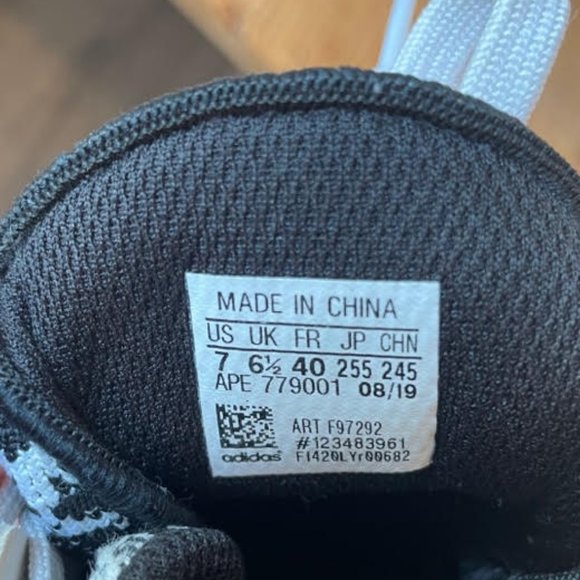 MADE IN CHINA
US UK FR JP CHN
7 6½ 40 255 245
APE 779001 08/19
ART F97292
#123483961
adidas FI420LYr00682